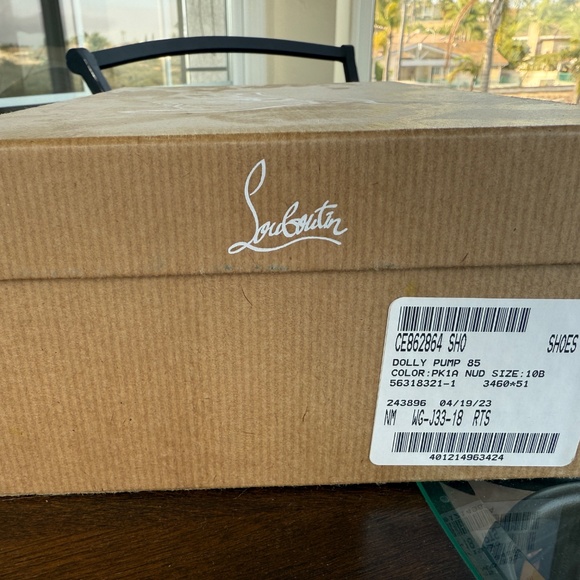 Louboutin
CE862864 SHO SHOES
DOLLY PUMP 85
COLOR:PK1A NUD SIZE:10B
56318321-1 3460*51
243896 04/19/23
NM WG-J33-18 RTS
401214963424